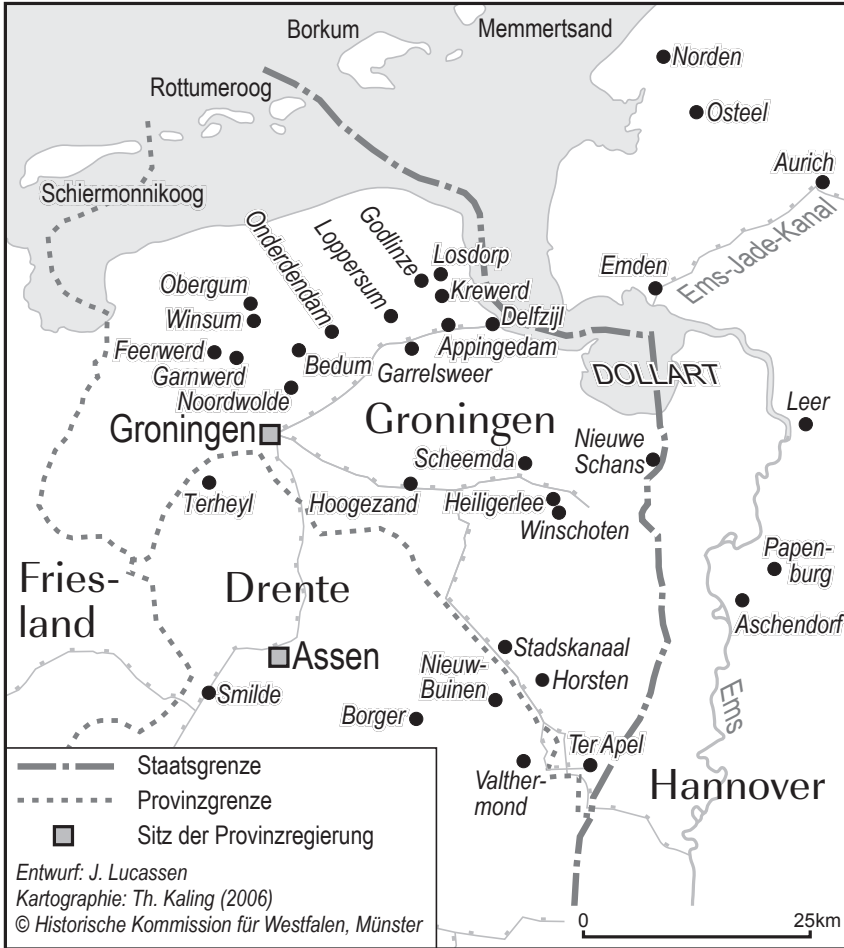 Borkum
Memmertsand
Norden
Rottumeroog
Osteel
Aurich
Schiermonnikoog
Ems-Jade-Kanal
Onderdendam
Loppersum
Godlinze
Losdorp
Emden
Krewerd
Obergum
Winsum
Delfzijl
Appingedam
Feerwerd
Garnwerd
Bedum
Garrelsweer
DOLLART
Noordwolde
Groningen
Groningen
Leer
Nieuwe
Schans
Scheemda
Terheyl
Hoogezand
Heiligerlee
Winschoten
Fries-
land
Drente
Papen-
burg
Aschendorf
Assen
Stadskanaal
Nieuw-
Buinen
Horsten
Smilde
Borger
Ems
Ter Apel
Valther-
mond
Hannover
Staatsgrenze
Provinzgrenze
Sitz der Provinzregierung
Entwurf: J. Lucassen
Kartographie: Th. Kaling (2006)
© Historische Kommission für Westfalen, Münster
0 25km